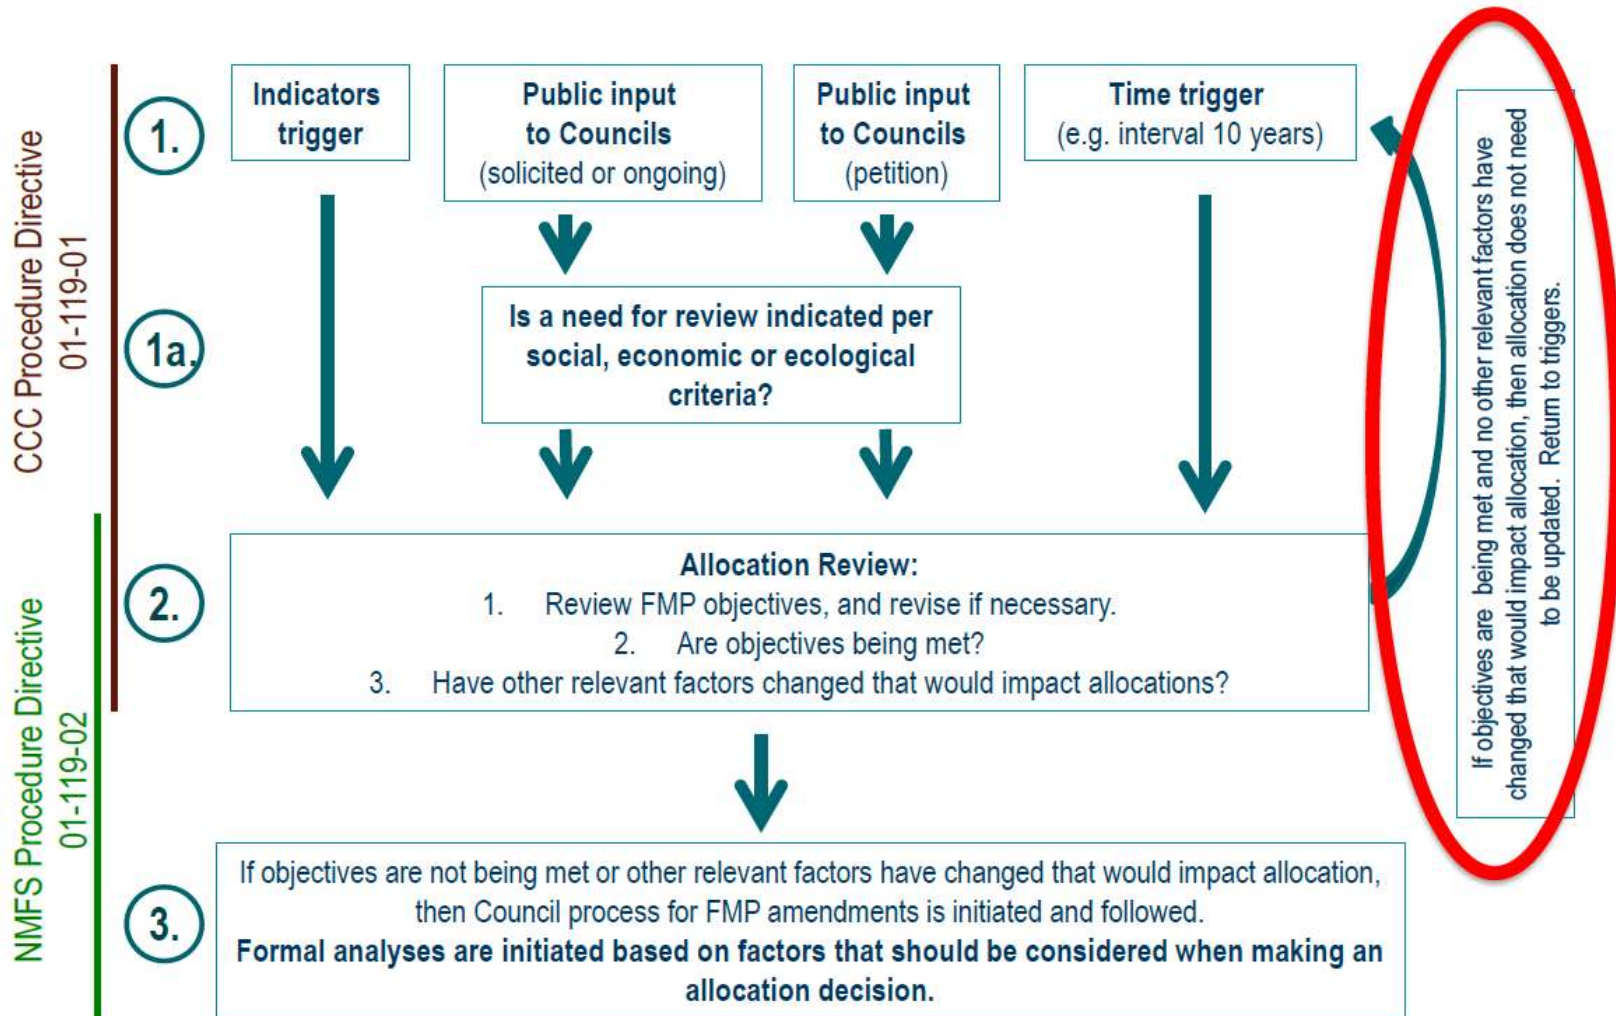 CCC Procedure Directive
01-119-01
NMFS Procedure Directive
01-119-02
1.
Indicators
trigger
Public input
to Councils
(solicited or ongoing)
Public input
to Councils
(petition)
Time trigger
(e.g. interval 10 years)
1a.
Is a need for review indicated per
social, economic or ecological
criteria?
2.
Allocation Review:
1. Review FMP objectives, and revise if necessary.
2. Are objectives being met?
3. Have other relevant factors changed that would impact allocations?
3.
If objectives are not being met or other relevant factors have changed that would impact allocation,
then Council process for FMP amendments is initiated and followed.
Formal analyses are initiated based on factors that should be considered when making an
allocation decision.
If objectives are being met and no other relevant factors have
changed that would impact allocation, then allocation does not need
to be updated. Return to triggers.